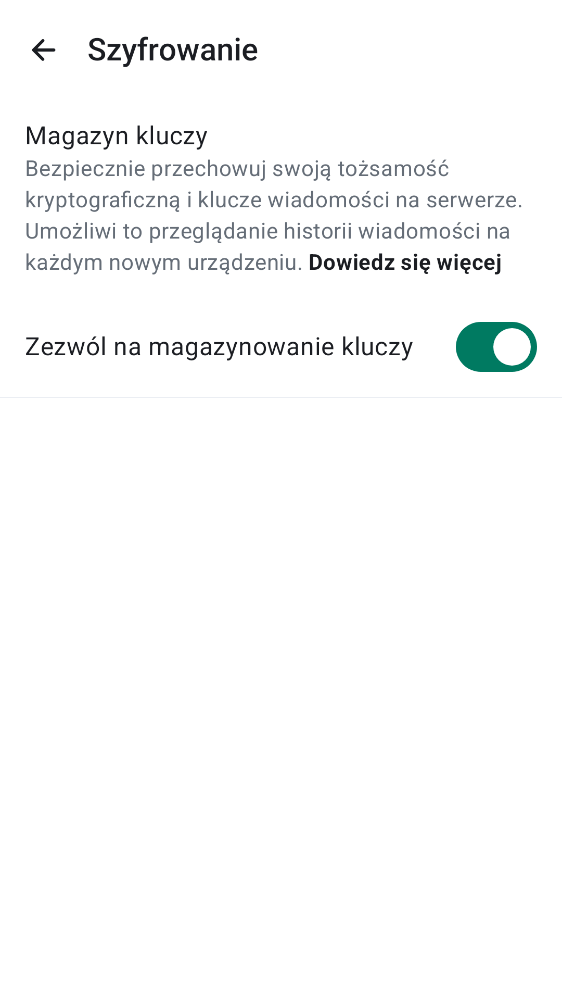 Szyfrowanie
Magazyn kluczy
Bezpiecznie przechowuj swoją tożsamość
kryptograficzną i klucze wiadomości na serwerze.
Umożliwi to przeglądanie historii wiadomości na
każdym nowym urządzeniu. Dowiedz się więcej
Zezwól na magazynowanie kluczy